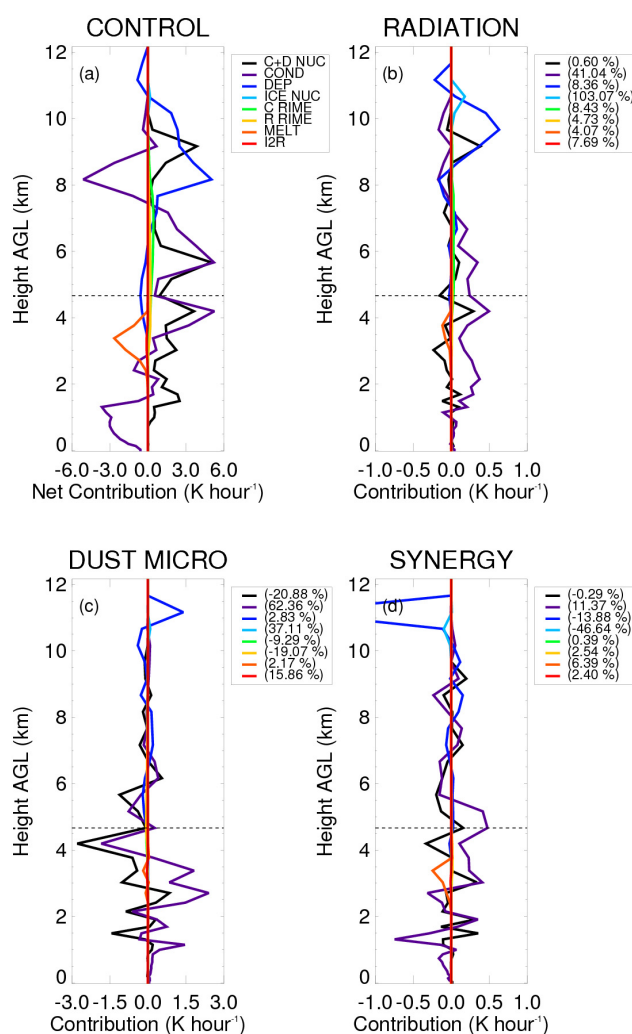 CONTROL
(a)
C+D NUC
COND
DEP
ICE NUC
C RIME
R RIME
MELT
I2R
Height AGL (km)
12
10
8
6
4
2
0
-6.0 -3.0 0.0 3.0 6.0
Net Contribution (K hour⁻¹)
RADIATION
(b)
(0.60 %)
(41.04 %)
(8.36 %)
(103.07 %)
(8.43 %)
(4.73 %)
(4.07 %)
(7.69 %)
Height AGL (km)
12
10
8
6
4
2
0
-1.0 -0.5 0.0 0.5 1.0
Contribution (K hour⁻¹)
DUST MICRO
(c)
(-20.88 %)
(62.36 %)
(2.83 %)
(37.11 %)
(-9.29 %)
(-19.07 %)
(2.17 %)
(15.86 %)
Height AGL (km)
12
10
8
6
4
2
0
-3.0 -1.5 0.0 1.5 3.0
Contribution (K hour⁻¹)
SYNERGY
(d)
(-0.29 %)
(11.37 %)
(-13.88 %)
(-46.64 %)
(0.39 %)
(2.54 %)
(6.39 %)
(2.40 %)
Height AGL (km)
12
10
8
6
4
2
0
-1.0 -0.5 0.0 0.5 1.0
Contribution (K hour⁻¹)